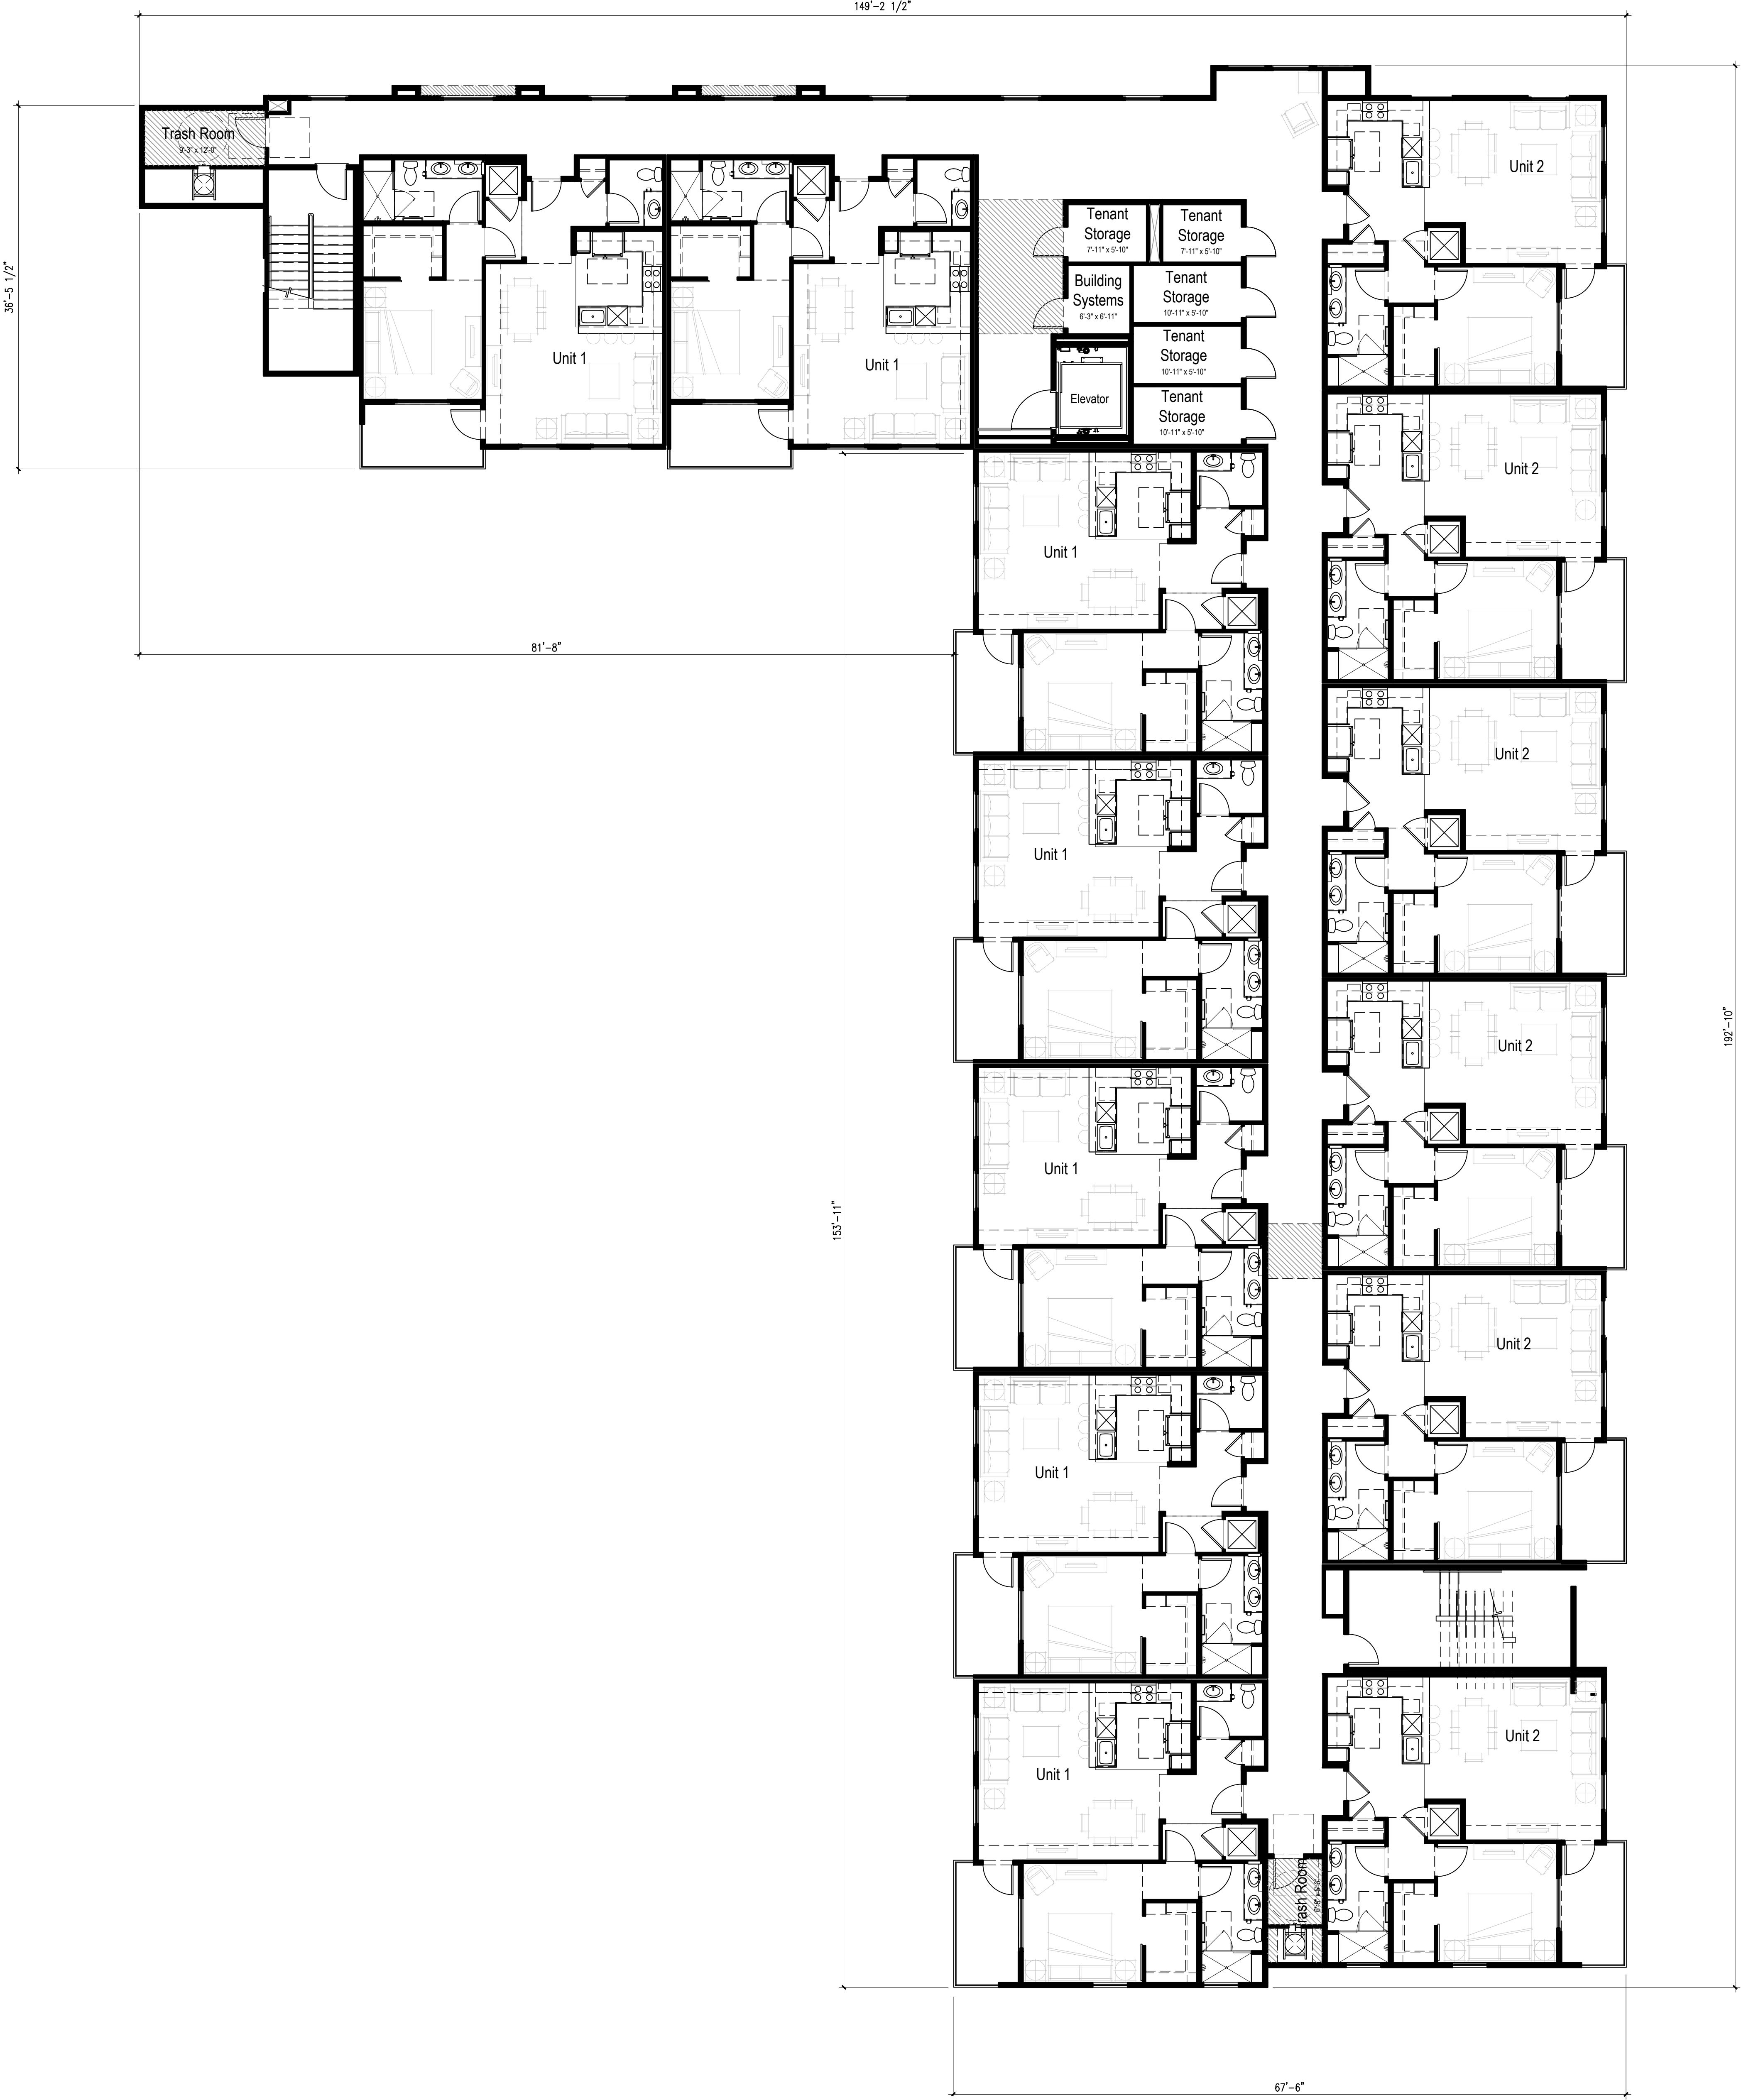 149'-2 1/2"
Trash Room
9'-3" x 12'-0"
36'-5 1/2"
Unit 2
Tenant
Storage
7'-11" x 5'-10"
Tenant
Storage
7'-11" x 5'-10"
Building
Systems
6'-3" x 6'-11"
Tenant
Storage
10'-11" x 5'-10"
Tenant
Storage
10'-11" x 5'-10"
Unit 1
Unit 1
Elevator
Tenant
Storage
10'-11" x 5'-10"
Unit 2
Unit 1
81'-8"
Unit 2
Unit 1
192'-10"
Unit 2
Unit 1
153'-11"
Unit 2
Unit 1
Unit 2
Unit 1
Trash Room
67'-6"